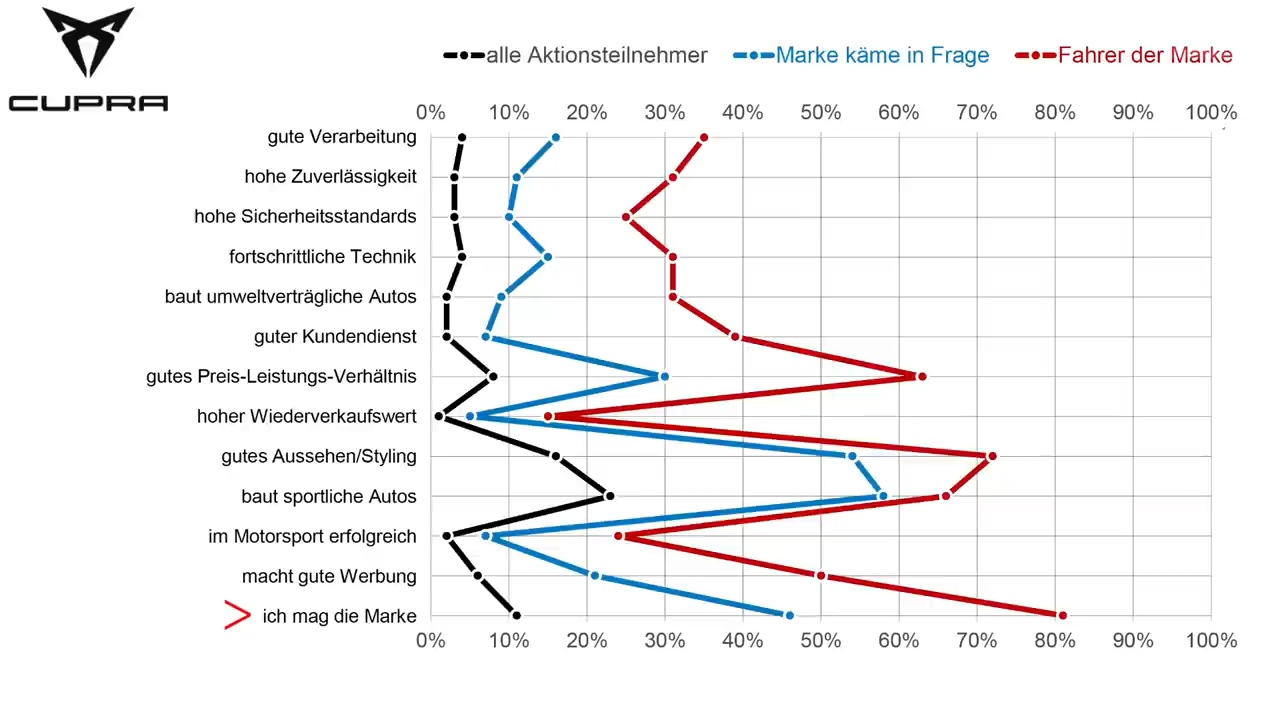 CUPRA
alle Aktionsteilnehmer Marke käme in Frage Fahrer der Marke
0% 10% 20% 30% 40% 50% 60% 70% 80% 90% 100%
gute Verarbeitung
hohe Zuverlässigkeit
hohe Sicherheitsstandards
fortschrittliche Technik
baut umweltverträgliche Autos
guter Kundendienst
gutes Preis-Leistungs-Verhältnis
hoher Wiederverkaufswert
gutes Aussehen/Styling
baut sportliche Autos
im Motorsport erfolgreich
macht gute Werbung
ich mag die Marke
0% 10% 20% 30% 40% 50% 60% 70% 80% 90% 100%